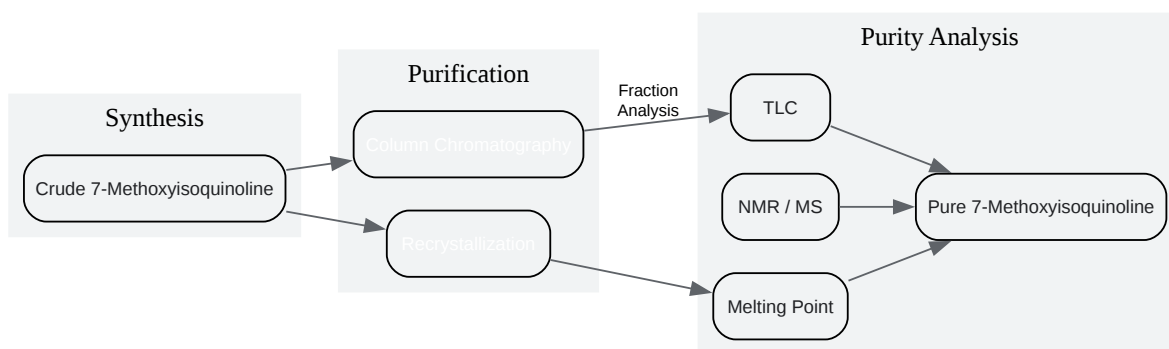 Synthesis
Crude 7-Methoxyisoquinoline
Purification
Column Chromatography
Recrystallization
Fraction
Analysis
Purity Analysis
TLC
NMR / MS
Melting Point
Pure 7-Methoxyisoquinoline